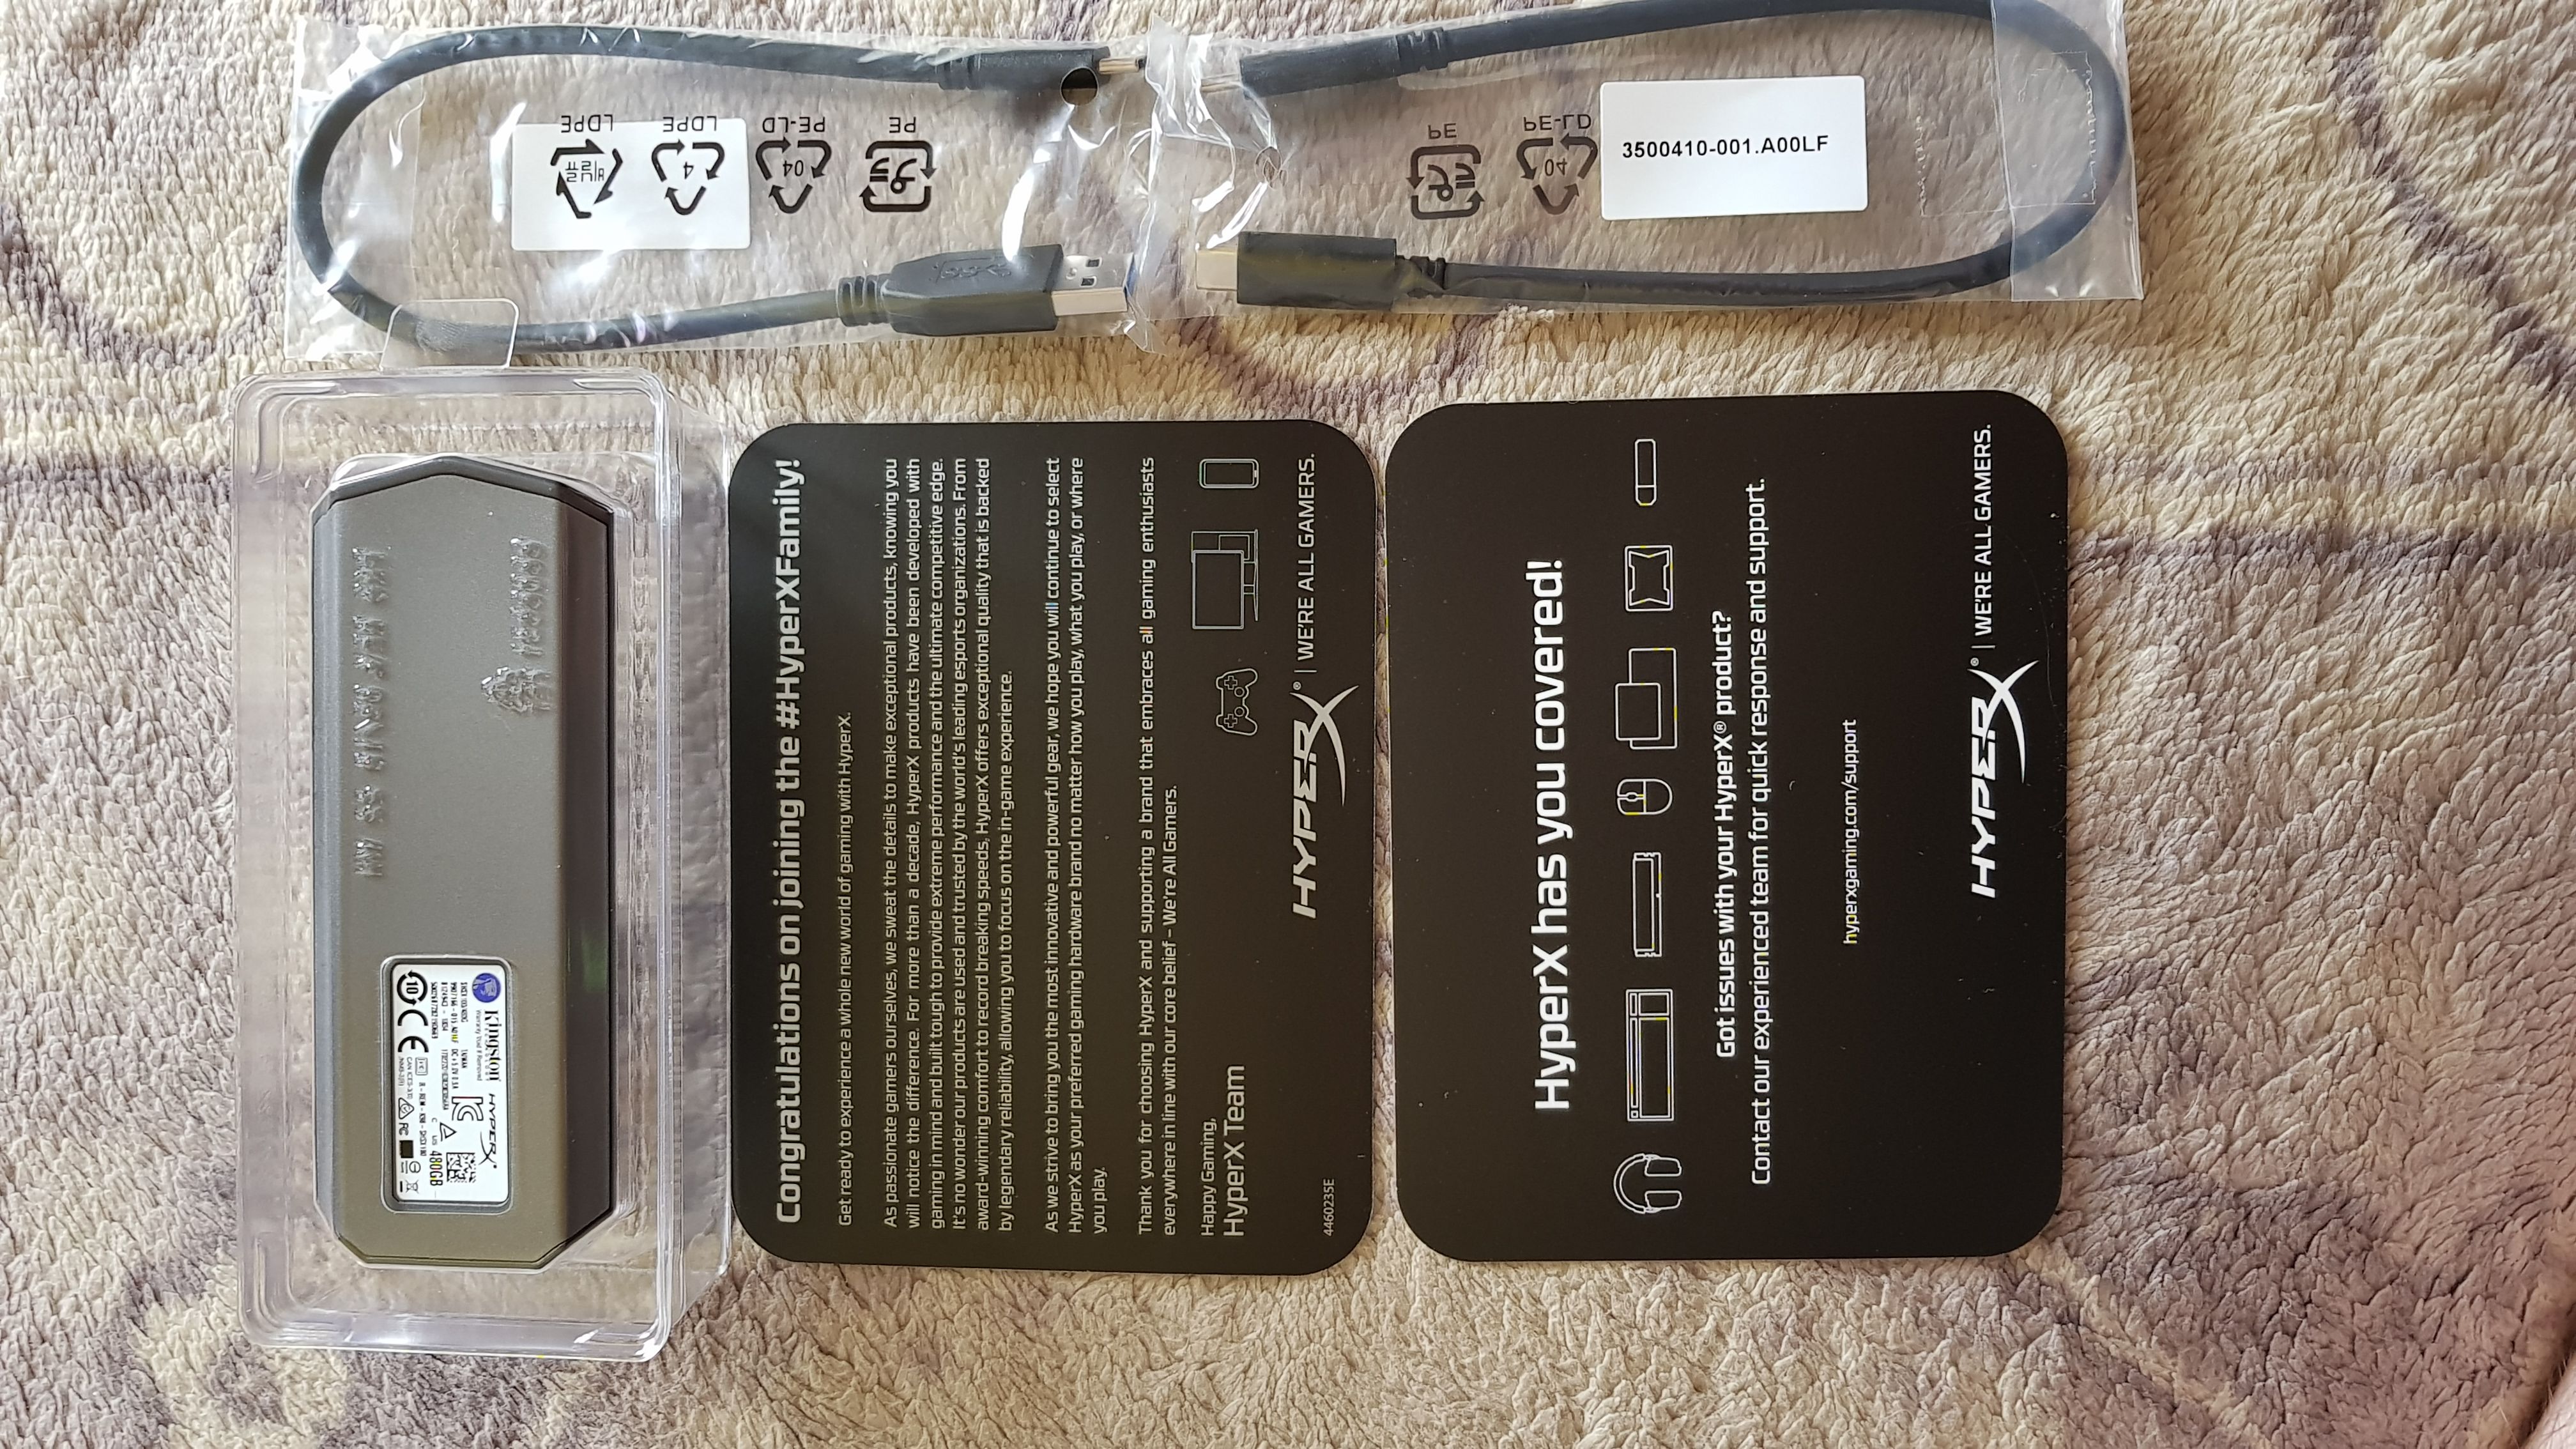 LDPE
LDPE
4
PE-LD
04
PE
PE
PE-LD
04
3500410-001.A00LF
Kingston
HYPERX
480GB
Congratulations on joining the #HyperXFamily!
Get ready to experience a whole new world of gaming with HyperX.
As passionate gamers ourselves, we sweat the details to make exceptional products, knowing you
will notice the difference. For more than a decade, HyperX products have been developed with
gaming in mind and built tough to provide extreme performance and the ultimate competitive edge.
It's no wonder our products are used and trusted by the world's leading esports organizations. From
award-winning comfort to record breaking speeds, HyperX offers exceptional quality that is backed
by legendary reliability, allowing you to focus on the in-game experience.
As we strive to bring you the most innovative and powerful gear, we hope you will continue to select
HyperX as your preferred gaming hardware brand no matter how you play, what you play, or where
you play.
Thank you for choosing HyperX and supporting a brand that embraces all gaming enthusiasts
everywhere in line with our core belief – We're All Gamers.
Happy Gaming,
HyperX Team
4460235E
HYPERX® | WE'RE ALL GAMERS.
HyperX has you covered!
Got issues with your HyperX® product?
Contact our experienced team for quick response and support.
hyperxgaming.com/support
HYPERX® | WE'RE ALL GAMERS.